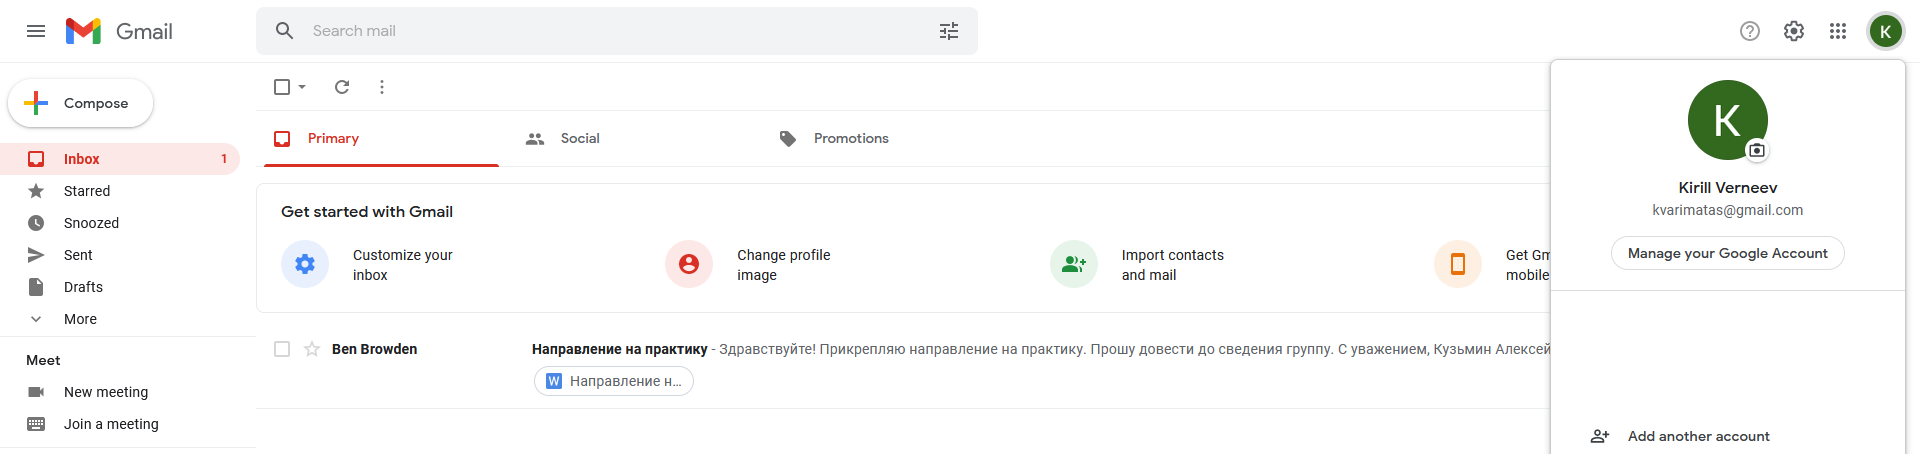 Gmail
Search mail
K
Compose
Inbox 1
Starred
Snoozed
Sent
Drafts
More
Meet
New meeting
Join a meeting
Primary
Social
Promotions
Get started with Gmail
Customize your
inbox
Change profile
image
Import contacts
and mail
Get Gm
mobile
Ben Browden
Направление на практику - Здравствуйте! Прикрепляю направление на практику. Прошу довести до сведения группу. С уважением, Кузьмин Алексей
W Направление н...
K
Kirill Verneev
kvarimatas@gmail.com
Manage your Google Account
Add another account